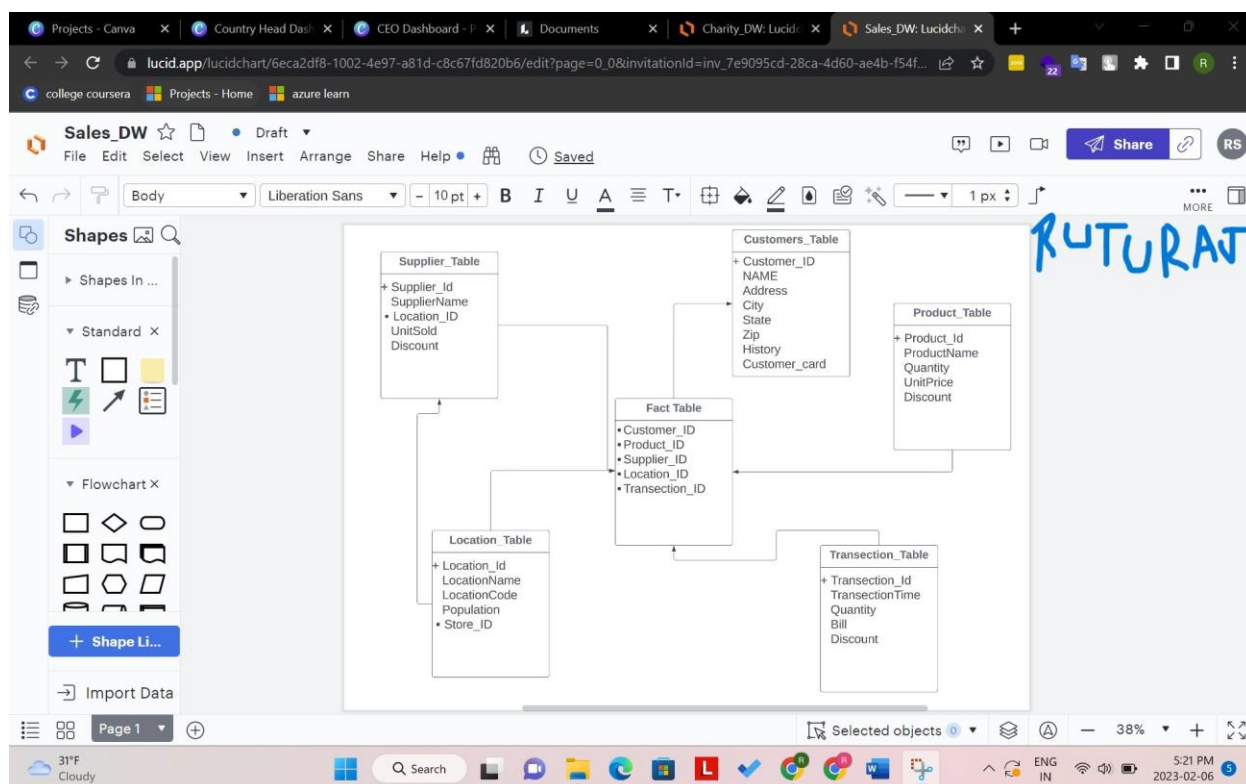 Projects - Canva
Country Head Dash
CEO Dashboard - P
Documents
Charity_DW: Lucidc
Sales_DW: Lucidcha
lucid.app/lucidchart/6eca2df8-1002-4e97-a81d-c8c67fd820b6/edit?page=0_0&invitationId=inv_7e9095cd-28ca-4d60-ae4b-f54f...
22
R
college coursera
Projects - Home
azure learn
Sales_DW
Draft
File Edit Select View Insert Arrange Share Help
Saved
Share
RS
Body
Liberation Sans
- 10 pt +
B I U A T
1 px
MORE
Shapes
RUTURAJ
Shapes In ...
Standard
T
Flowchart
+ Shape Li...
Import Data
Supplier_Table
+ Supplier_Id
SupplierName
• Location_ID
UnitSold
Discount
Customers_Table
+ Customer_ID
NAME
Address
City
State
Zip
History
Customer_card
Product_Table
+ Product_Id
ProductName
Quantity
UnitPrice
Discount
Fact Table
• Customer_ID
• Product_ID
• Supplier_ID
• Location_ID
• Transection_ID
Location_Table
+ Location_Id
LocationName
LocationCode
Population
• Store_ID
Transection_Table
+ Transection_Id
TransectionTime
Quantity
Bill
Discount
Page 1
Selected objects 0
38%
31°F
Cloudy
Search
L
ENG
IN
5:21 PM
2023-02-06
5